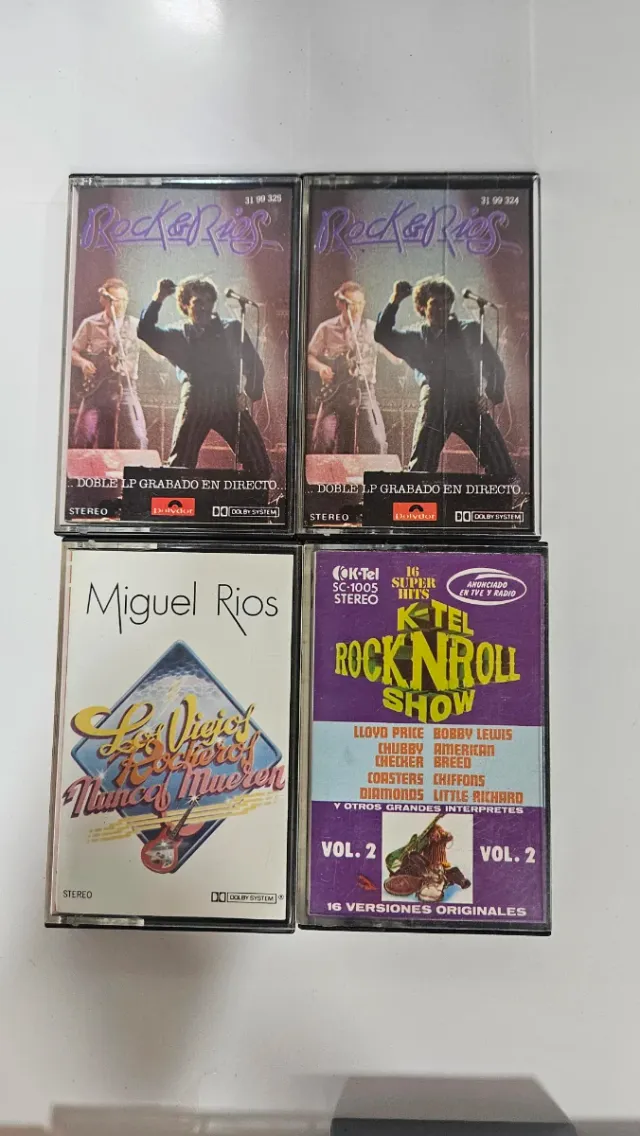 31 99 325
Rock&Ríos
..DOBLE LP GRABADO EN DIRECTO...
STEREO
Polydor
DOLBY SYSTEM
31 99 324
Rock&Ríos
..DOBLE LP GRABADO EN DIRECTO...
STEREO
Polydor
DOLBY SYSTEM
Miguel Rios
Los Viejos
Rockeros
Nunca Mueren
STEREO
DOLBY SYSTEM ®
K-Tel
SC-1005
STEREO
16
SUPER
HITS
ANUNCIADO
EN TVE Y RADIO
K-TEL
ROCK'N'ROLL
SHOW
LLOYD PRICE BOBBY LEWIS
CHUBBY AMERICAN
CHECKER BREED
COASTERS CHIFFONS
DIAMONDS LITTLE RICHARD
Y OTROS GRANDES INTERPRETES
VOL. 2
VOL. 2
16 VERSIONES ORIGINALES